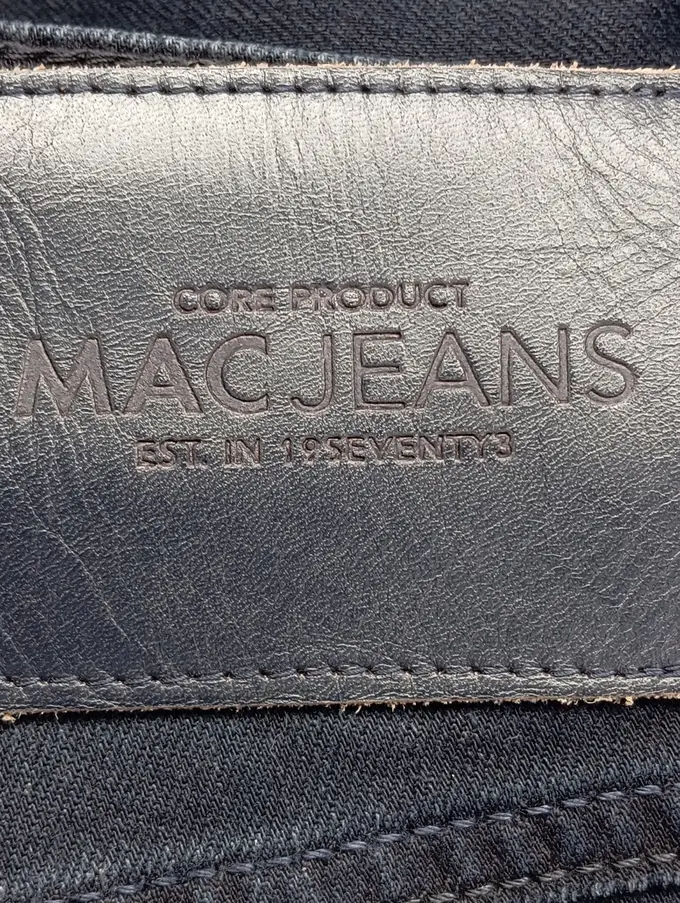 CORE PRODUCT
MAC JEANS
EST. IN 19SEVENTY3